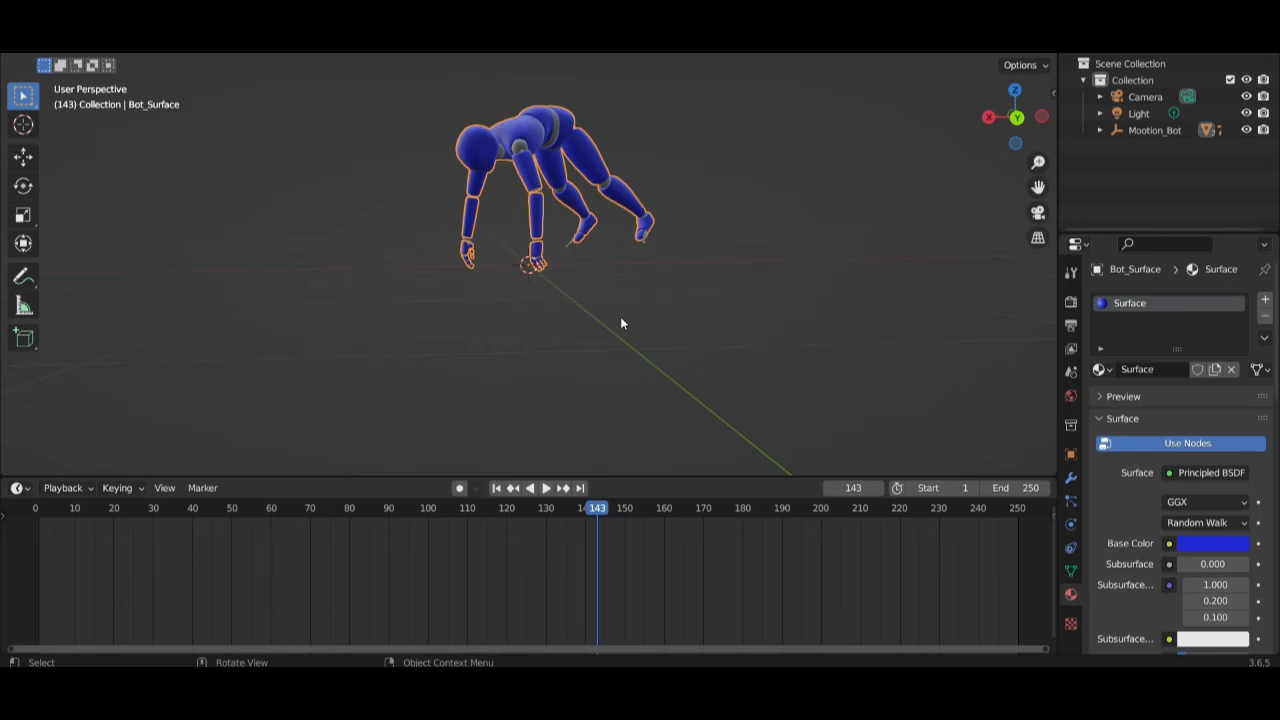 Options
User Perspective
(143) Collection | Bot_Surface
X
Y
Z
Scene Collection
Collection
Camera
Light
Mootion_Bot
Bot_Surface
Surface
Surface
Surface
Preview
Surface
Use Nodes
Surface
Principled BSDF
GGX
Random Walk
Base Color
Subsurface
0.000
Subsurface...
1.000
0.200
0.100
Subsurface...
Playback
Keying
View
Marker
143
Start
1
End
250
0 10 20 30 40 50 60 70 80 90 100 110 120 130 14 143 150 160 170 180 190 200 210 220 230 240 250
Select
Rotate View
Object Context Menu
3.6.5